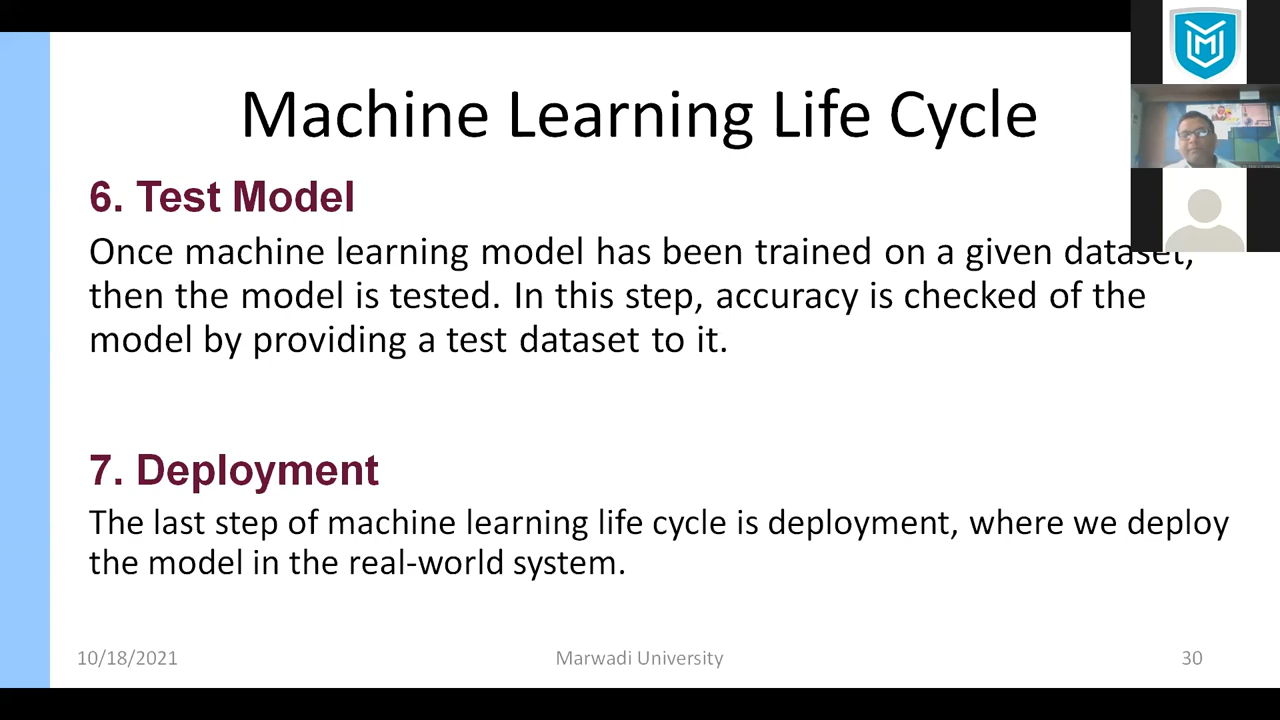 Machine Learning Life Cycle
6. Test Model
Once machine learning model has been trained on a given dataset,
then the model is tested. In this step, accuracy is checked of the
model by providing a test dataset to it.
7. Deployment
The last step of machine learning life cycle is deployment, where we deploy
the model in the real-world system.
10/18/2021
Marwadi University
30